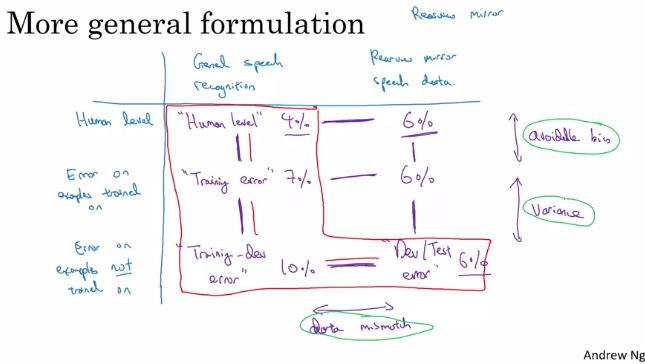 More general formulation
Rearview mirror
General speech
recognition
Rearview mirror
speech data.
Human level
"Human level" 4%
6%
avoidable bias
Error on
examples trained
on
"Training error" 7%
6%
Variance
Error on
examples not
trained on
"Training-dev
error" 10%
"Dev/Test
error" 6%
data mismatch
Andrew Ng